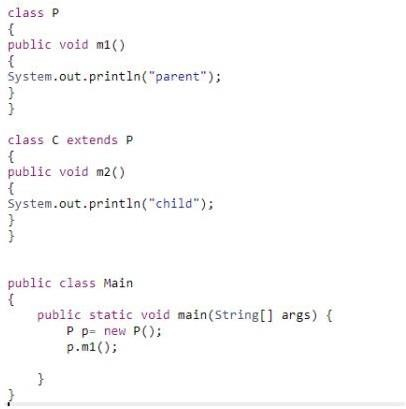 class P
{
public void m1()
{
System.out.println("parent");
}
}
class C extends P
{
public void m2()
{
System.out.println("child");
}
}
public class Main
{
public static void main(String[] args) {
P p= new P();
p.m1();
}
}